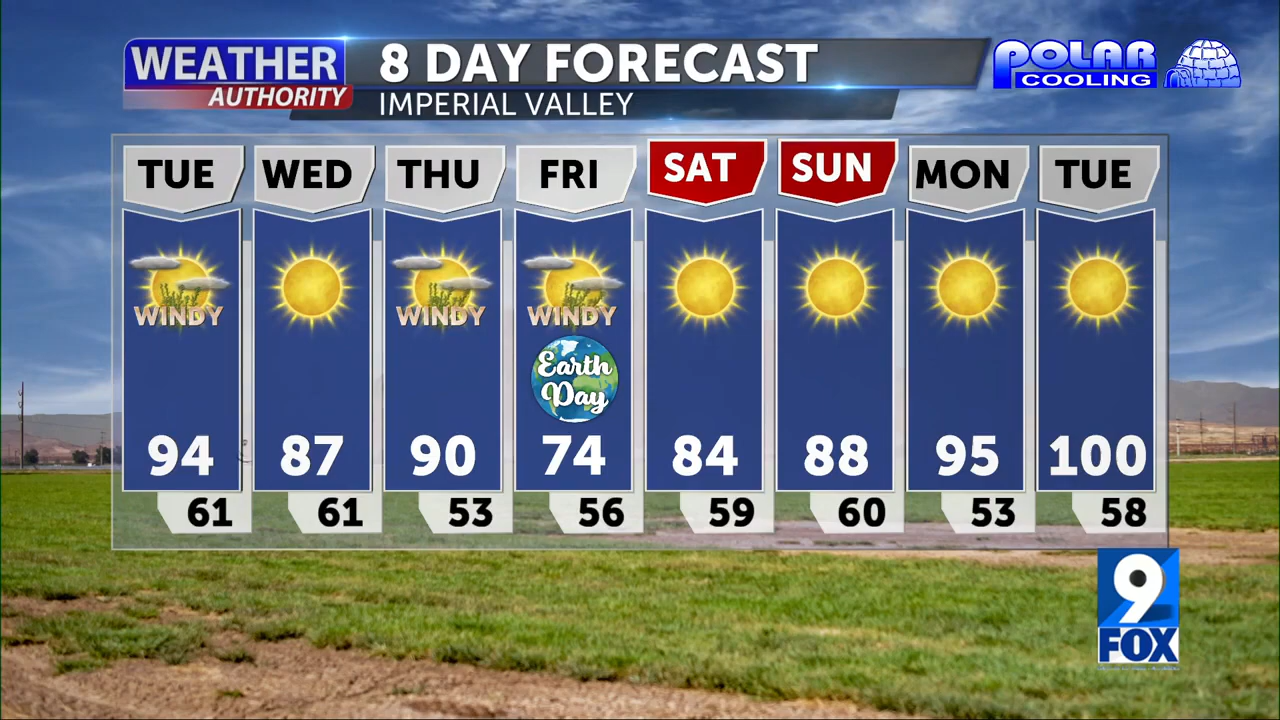 WEATHER
AUTHORITY
8 DAY FORECAST
IMPERIAL VALLEY
POLAR
COOLING
TUE WED THU FRI SAT SUN MON TUE
WINDY WINDY WINDY
Earth
Day
94 87 90 74 84 88 95 100
61 61 53 56 59 60 53 58
9
FOX